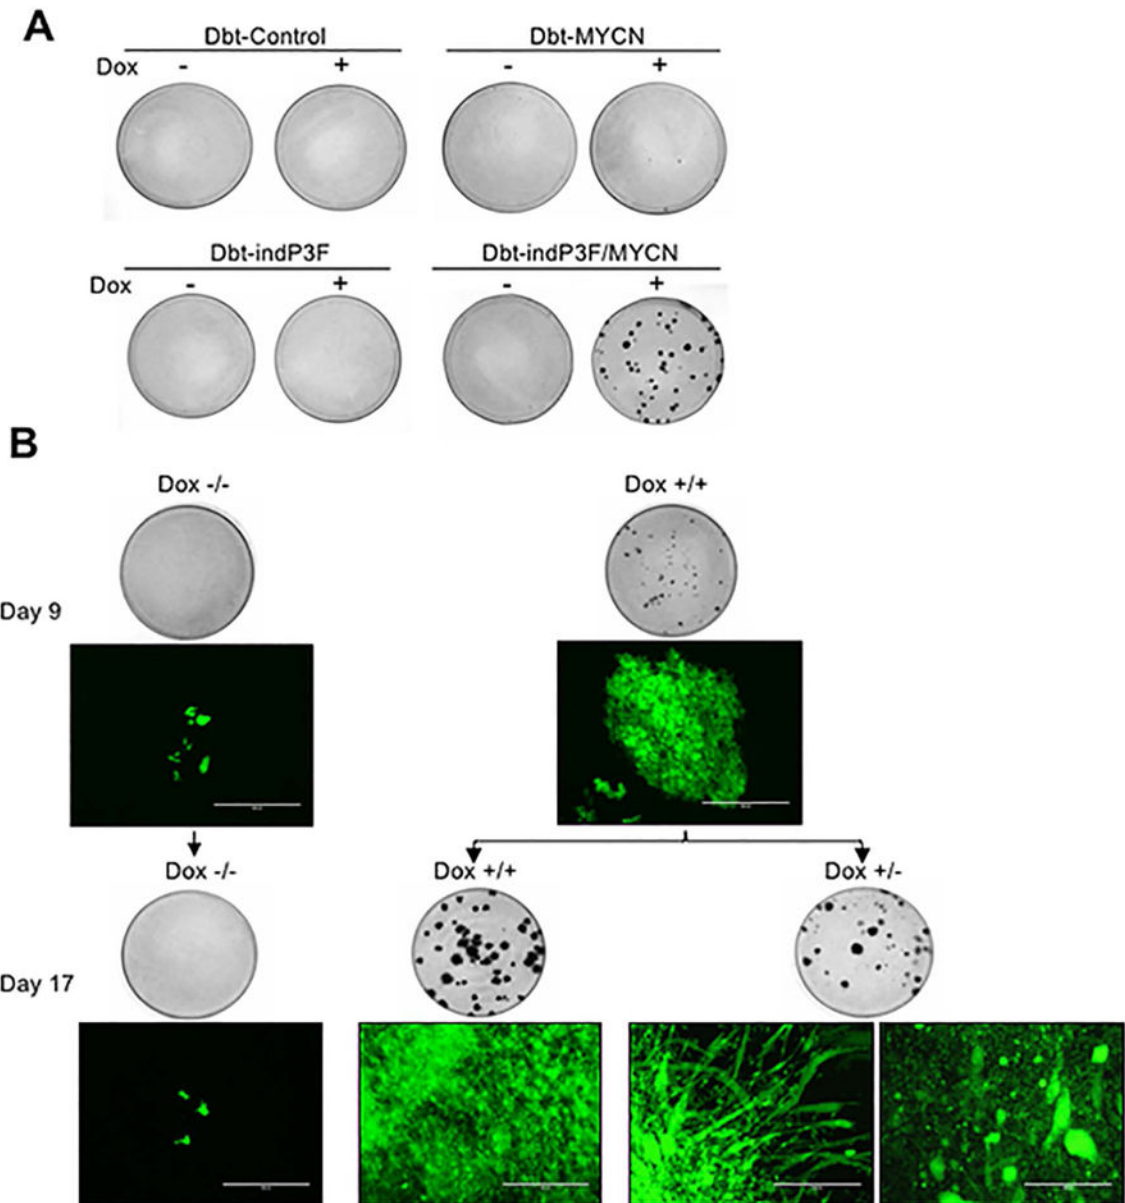 A
Dbt-Control Dbt-MYCN
Dox - + - +
Dbt-indP3F Dbt-indP3F/MYCN
Dox - + - +
B
Dox -/- Dox +/+
Day 9
Dox -/- Dox +/+ Dox +/-
Day 17